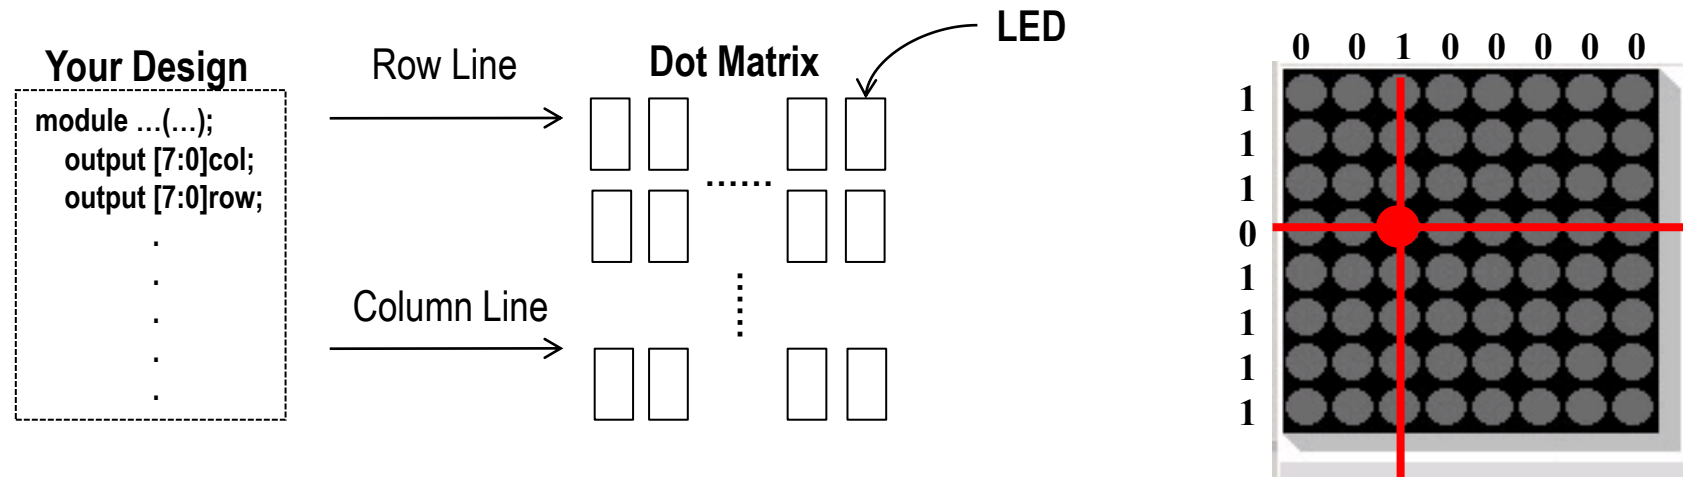 Your Design
module ...(...);
output [7:0]col;
output [7:0]row;
.
.
.
.
.
Row Line
Column Line
Dot Matrix
......
......
LED
0 0 1 0 0 0 0 0
1
1
1
0
1
1
1
1